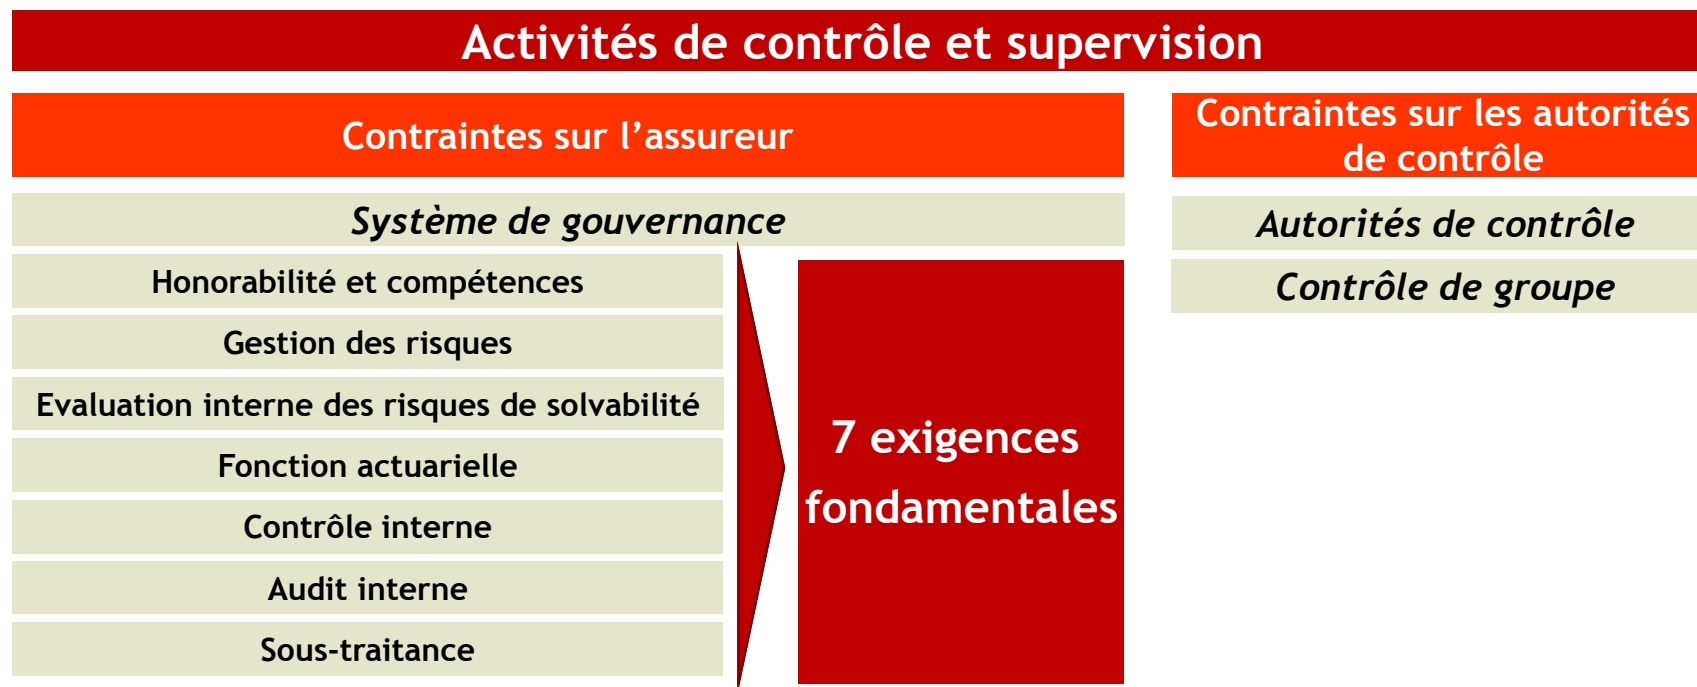 Activités de contrôle et supervision
Contraintes sur l’assureur
Système de gouvernance
Honorabilité et compétences
Gestion des risques
Evaluation interne des risques de solvabilité
Fonction actuarielle
Contrôle interne
Audit interne
Sous-traitance
7 exigences
fondamentales
Contraintes sur les autorités
de contrôle
Autorités de contrôle
Contrôle de groupe